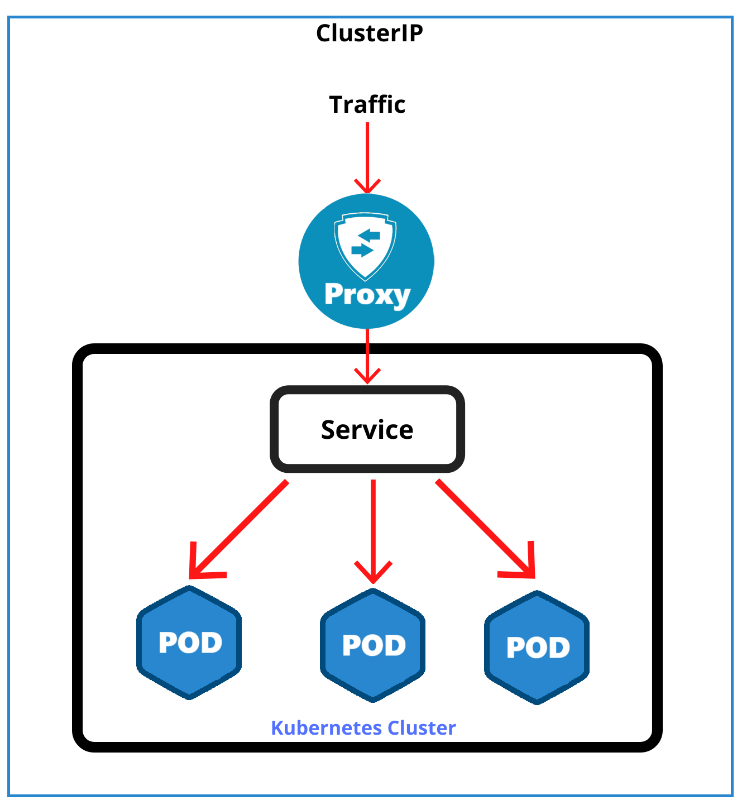 ClusterIP
Traffic
Proxy
Service
POD
POD
POD
Kubernetes Cluster